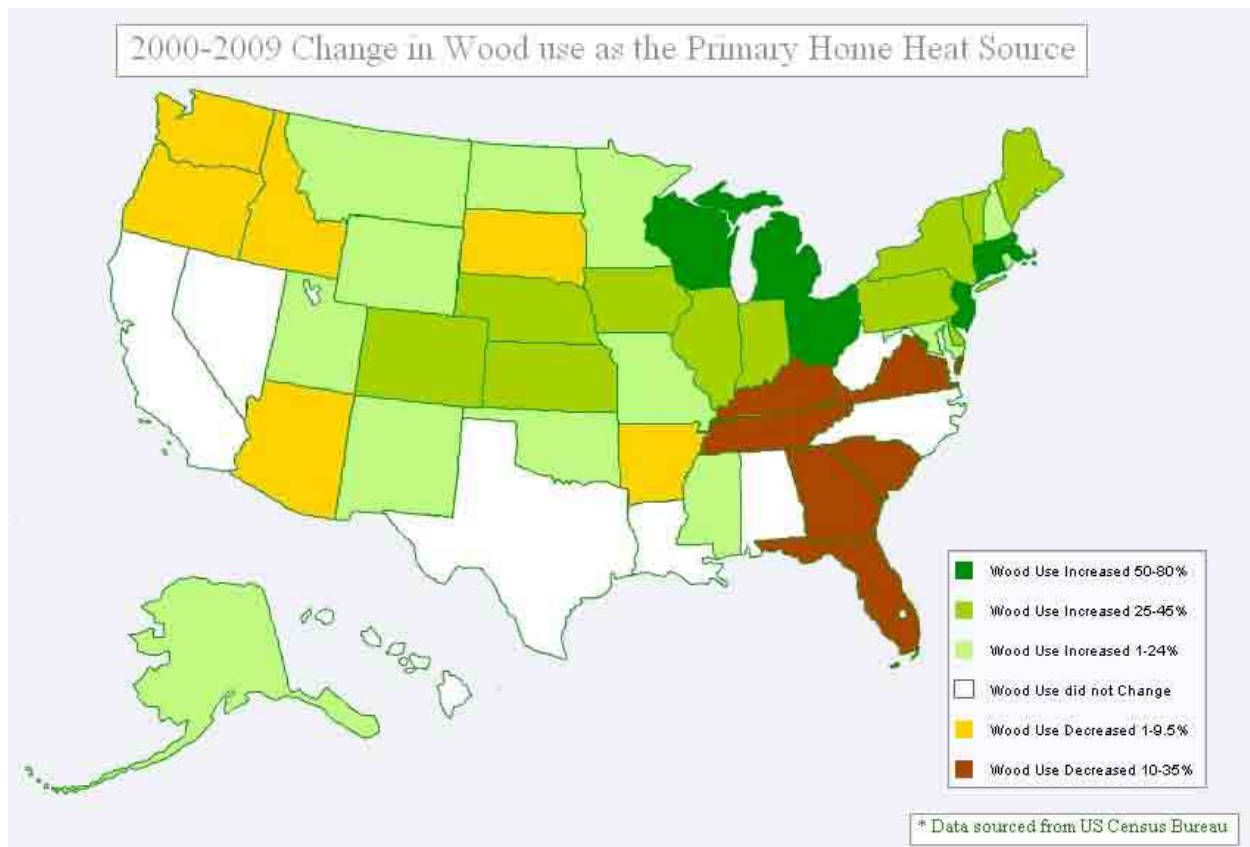 2000-2009 Change in Wood use as the Primary Home Heat Source
Wood Use Increased 50-80%
Wood Use Increased 25-45%
Wood Use Increased 1-24%
Wood Use did not Change
Wood Use Decreased 1-9.5%
Wood Use Decreased 10-35%
* Data sourced from US Census Bureau